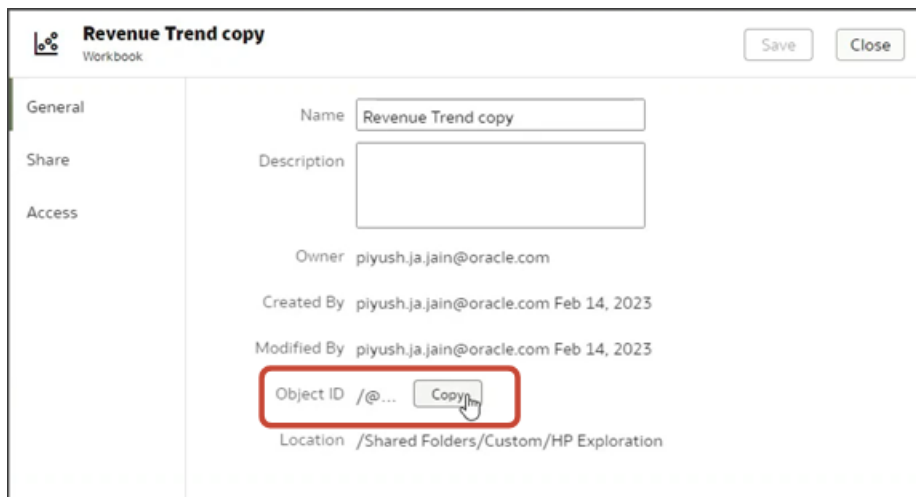 Revenue Trend copy
Workbook
Save
Close
General
Share
Access
Name Revenue Trend copy
Description
Owner piyush.ja.jain@oracle.com
Created By piyush.ja.jain@oracle.com Feb 14, 2023
Modified By piyush.ja.jain@oracle.com Feb 14, 2023
Object ID /@... Copy
Location /Shared Folders/Custom/HP Exploration